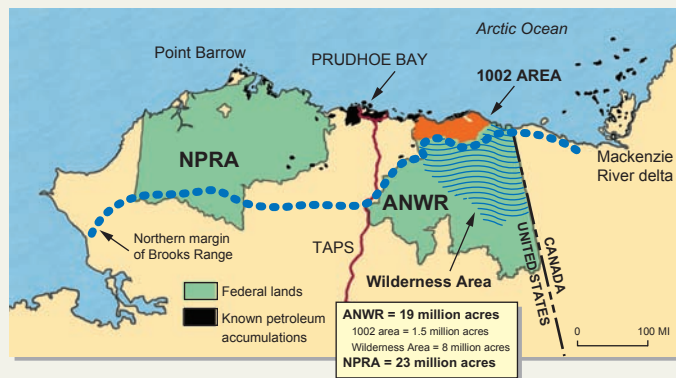 Arctic Ocean
Point Barrow
PRUDHOE BAY
1002 AREA
NPRA
Mackenzie
River delta
ANWR
Northern margin
of Brooks Range
TAPS
Wilderness Area
CANADA
UNITED STATES
Federal lands
Known petroleum
accumulations
ANWR = 19 million acres
1002 area = 1.5 million acres
Wilderness Area = 8 million acres
NPRA = 23 million acres
0 100 MI